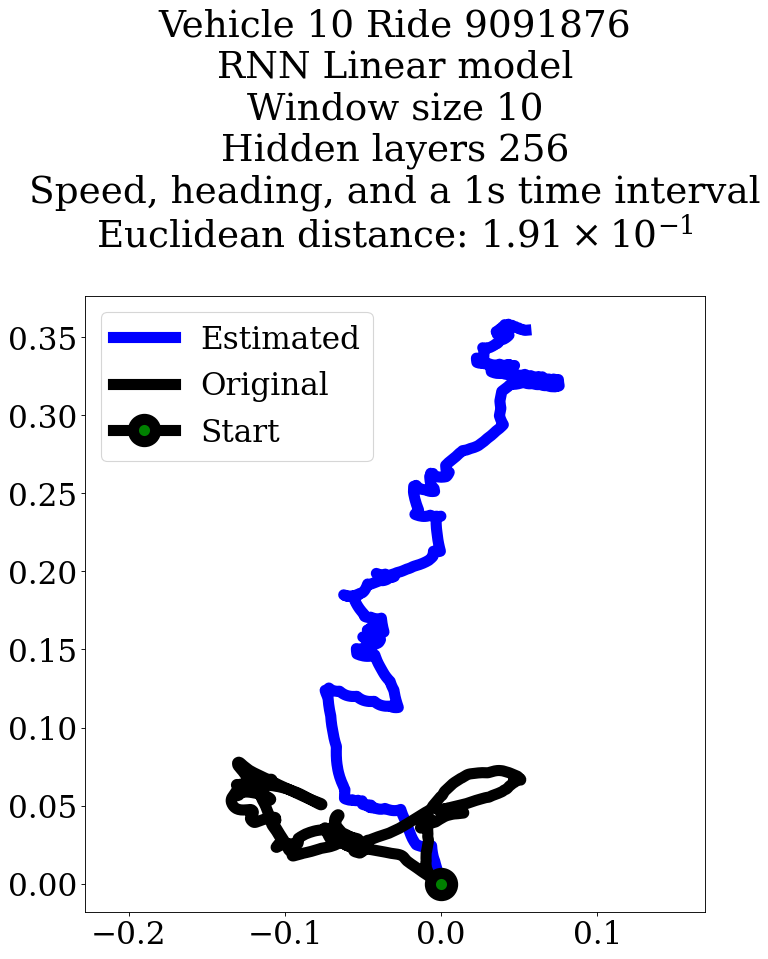 Vehicle 10 Ride 9091876
RNN Linear model
Window size 10
Hidden layers 256
Speed, heading, and a 1s time interval
Euclidean distance: 1.91 × 10⁻¹
Estimated
Original
Start
0.35
0.30
0.25
0.20
0.15
0.10
0.05
0.00
−0.2
−0.1
0.0
0.1